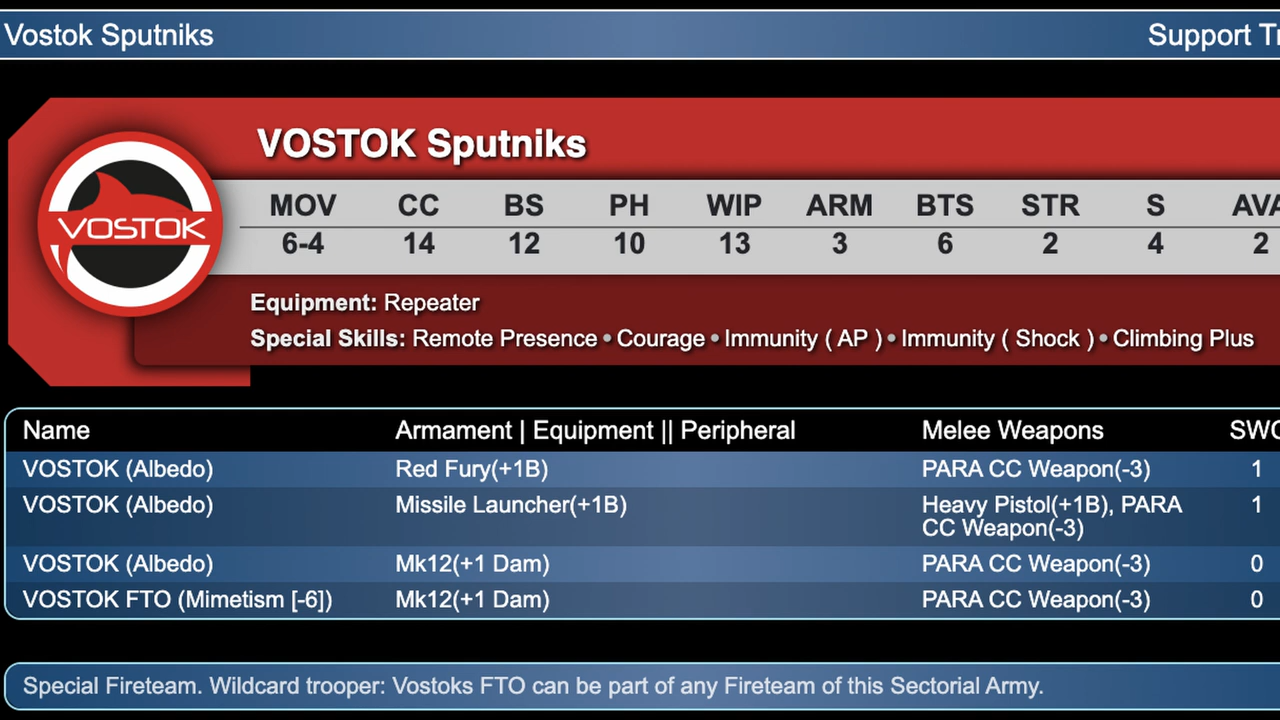 Vostok Sputniks Support Tr
VOSTOK Sputniks
MOV CC BS PH WIP ARM BTS STR S AVA
6-4 14 12 10 13 3 6 2 4 2
VOSTOK
Equipment: Repeater
Special Skills: Remote Presence • Courage • Immunity ( AP ) • Immunity ( Shock ) • Climbing Plus
Name Armament | Equipment || Peripheral Melee Weapons SWC
VOSTOK (Albedo) Red Fury(+1B) PARA CC Weapon(-3) 1
VOSTOK (Albedo) Missile Launcher(+1B) Heavy Pistol(+1B), PARA 1
CC Weapon(-3)
VOSTOK (Albedo) Mk12(+1 Dam) PARA CC Weapon(-3) 0
VOSTOK FTO (Mimetism [-6]) Mk12(+1 Dam) PARA CC Weapon(-3) 0
Special Fireteam. Wildcard trooper: Vostoks FTO can be part of any Fireteam of this Sectorial Army.